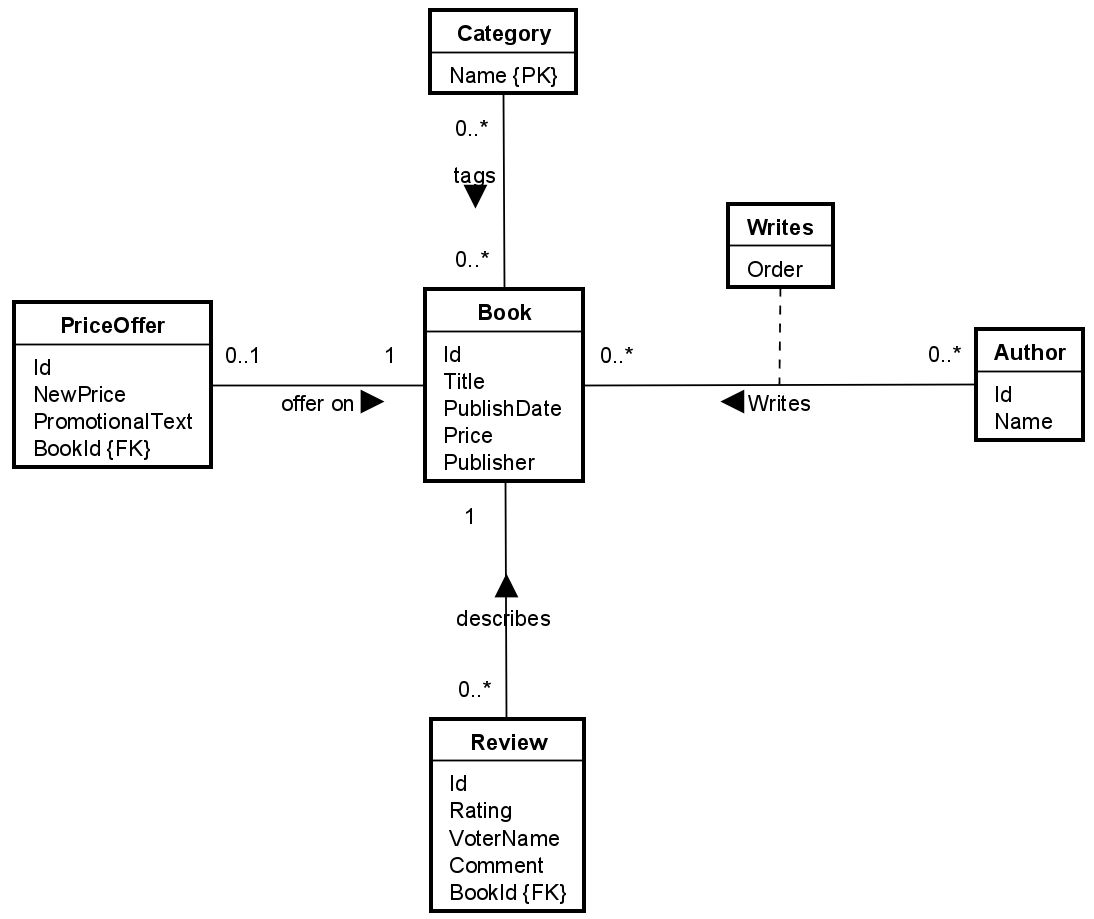 Category
Name {PK}
0..*
tags
0..*
Writes
Order
PriceOffer
Id
NewPrice
PromotionalText
BookId {FK}
0..1
1
offer on
Book
Id
Title
PublishDate
Price
Publisher
0..*
0..*
Writes
Author
Id
Name
1
describes
0..*
Review
Id
Rating
VoterName
Comment
BookId {FK}